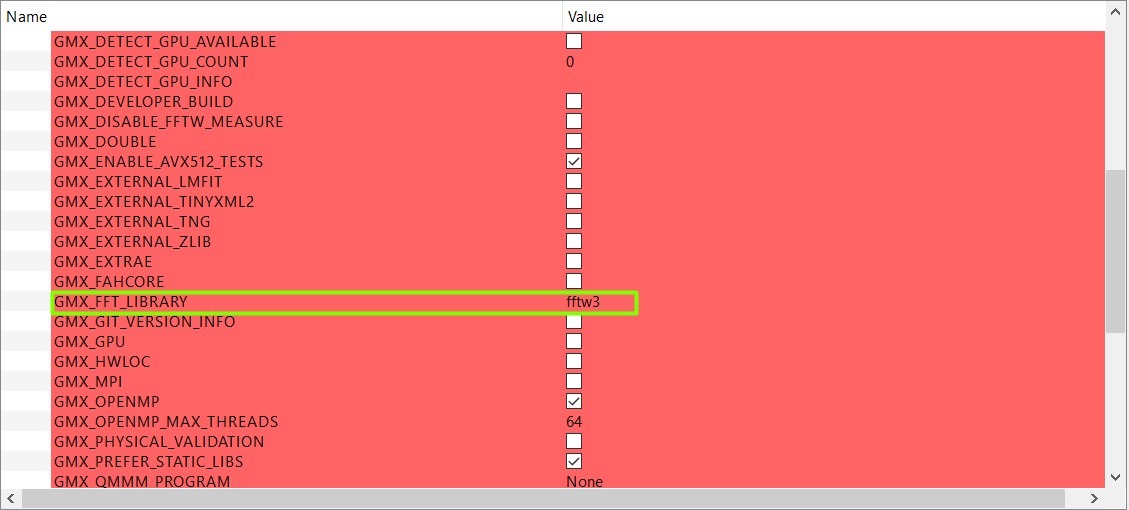 Name Value
GMX_DETECT_GPU_AVAILABLE
GMX_DETECT_GPU_COUNT 0
GMX_DETECT_GPU_INFO
GMX_DEVELOPER_BUILD
GMX_DISABLE_FFTW_MEASURE
GMX_DOUBLE
GMX_ENABLE_AVX512_TESTS
GMX_EXTERNAL_LMFIT
GMX_EXTERNAL_TINYXML2
GMX_EXTERNAL_TNG
GMX_EXTERNAL_ZLIB
GMX_EXTRAE
GMX_FAHCORE
GMX_FFT_LIBRARY fftw3
GMX_GIT_VERSION_INFO
GMX_GPU
GMX_HWLOC
GMX_MPI
GMX_OPENMP
GMX_OPENMP_MAX_THREADS 64
GMX_PHYSICAL_VALIDATION
GMX_PREFER_STATIC_LIBS
GMX_QMMM_PROGRAM None